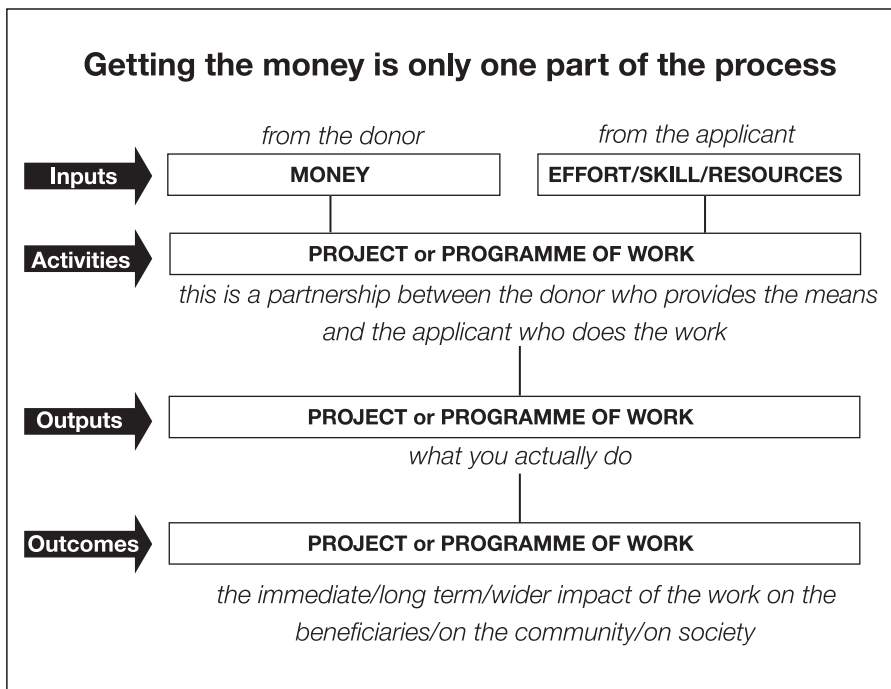 Getting the money is only one part of the process
from the donor
from the applicant
Inputs
MONEY
EFFORT/SKILL/RESOURCES
Activities
PROJECT or PROGRAMME OF WORK
this is a partnership between the donor who provides the means
and the applicant who does the work
Outputs
PROJECT or PROGRAMME OF WORK
what you actually do
Outcomes
PROJECT or PROGRAMME OF WORK
the immediate/long term/wider impact of the work on the
beneficiaries/on the community/on society